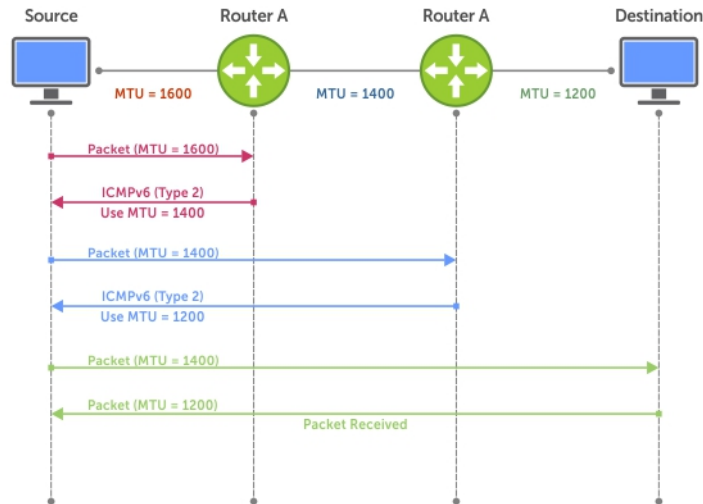 Source
Router A
Router A
Destination
MTU = 1600
MTU = 1400
MTU = 1200
Packet (MTU = 1600)
ICMPv6 (Type 2)
Use MTU = 1400
Packet (MTU = 1400)
ICMPv6 (Type 2)
Use MTU = 1200
Packet (MTU = 1400)
Packet (MTU = 1200)
Packet Received